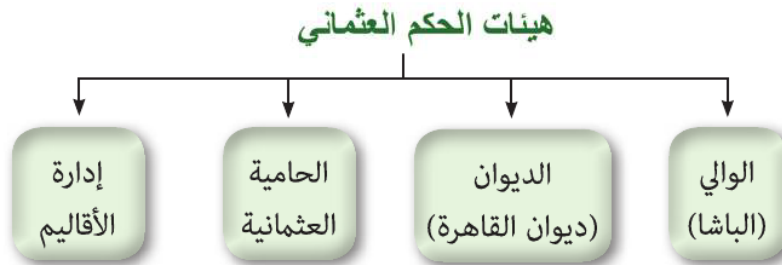 هيئات الحكم العثماني
الوالي
(الباشا)
الديوان
(ديوان القاهرة)
الحامية
العثمانية
إدارة
الأقاليم